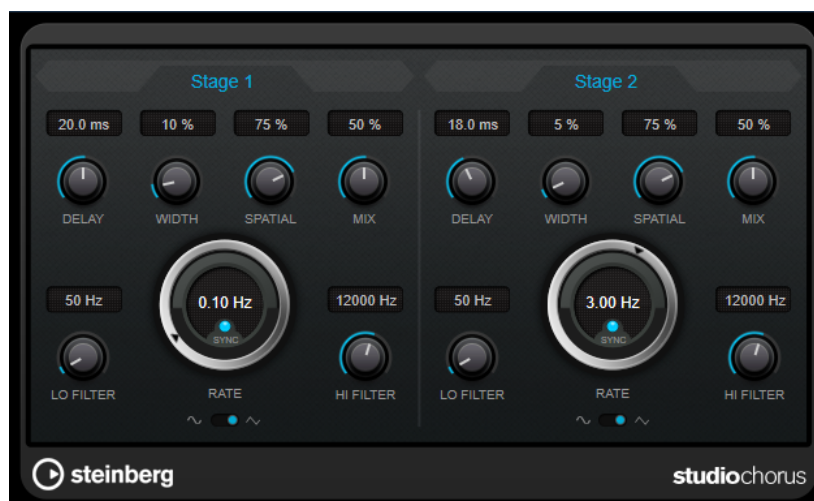 Stage 1
20.0 ms 10 % 75 % 50 %
DELAY WIDTH SPATIAL MIX
50 Hz 0.10 Hz 12000 Hz
SYNC
LO FILTER RATE HI FILTER
Stage 2
18.0 ms 5 % 75 % 50 %
DELAY WIDTH SPATIAL MIX
50 Hz 3.00 Hz 12000 Hz
SYNC
LO FILTER RATE HI FILTER
steinberg studiochorus